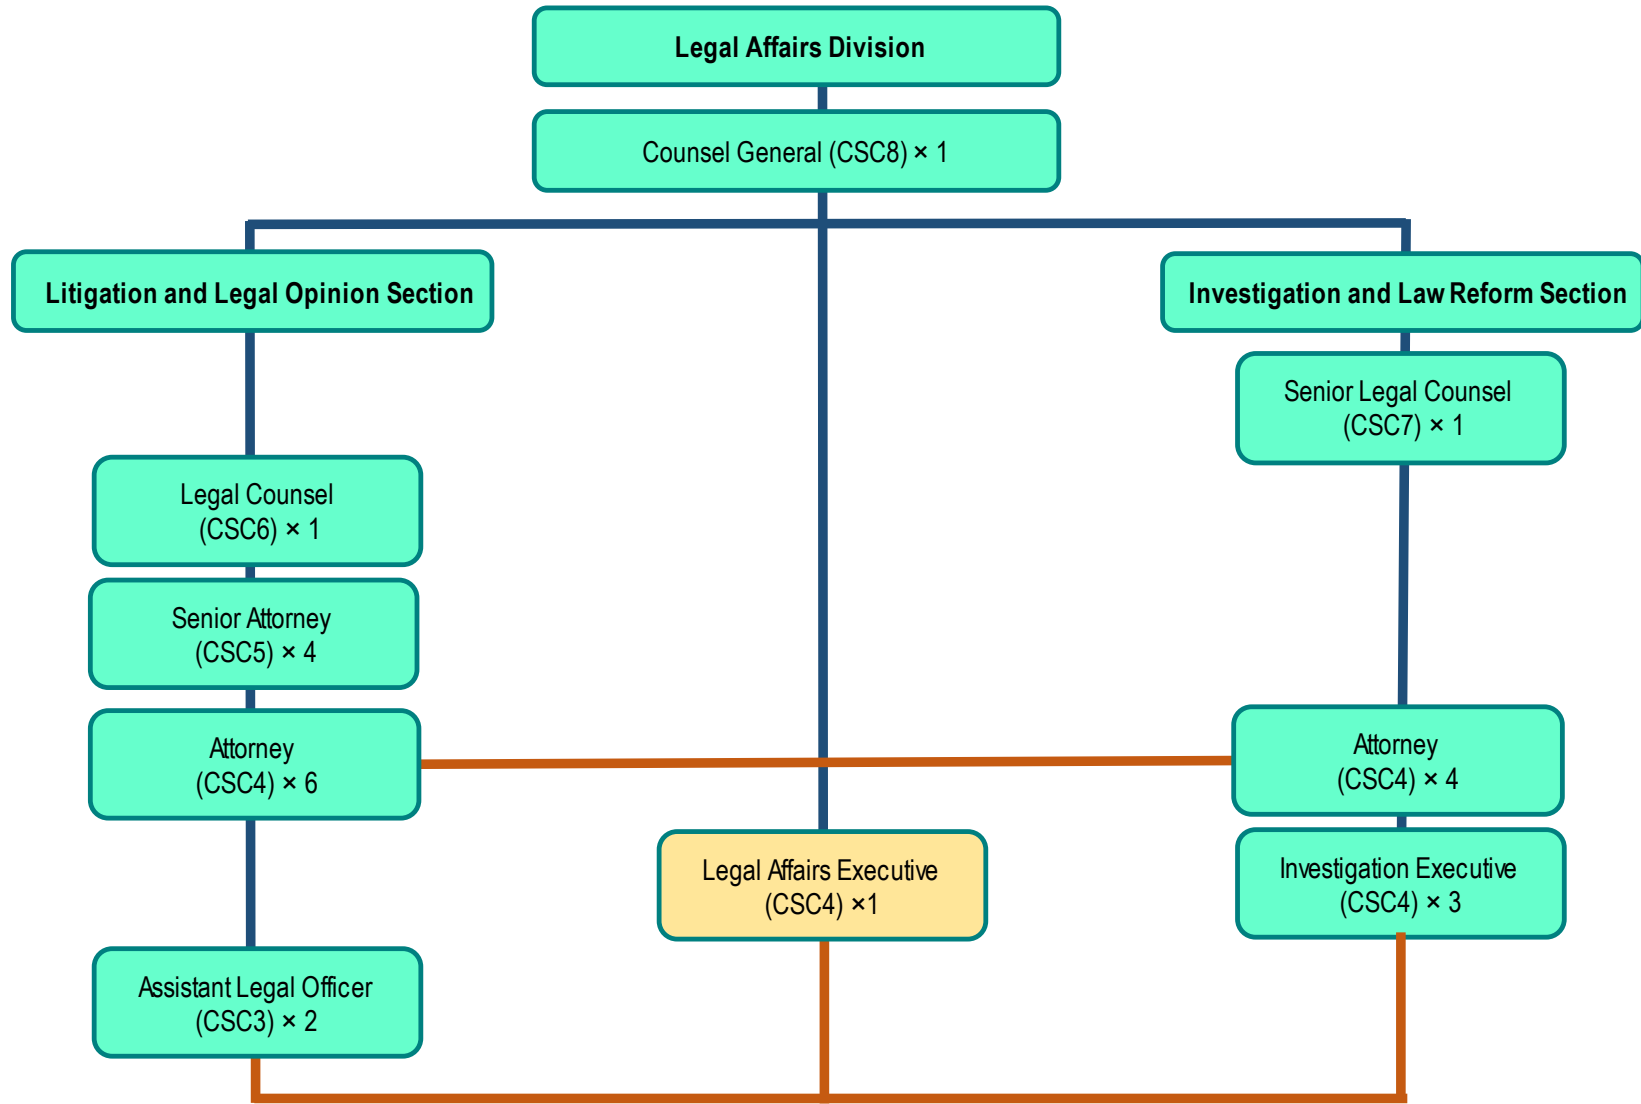 Legal Affairs Division
Counsel General (CSC8) × 1
Litigation and Legal Opinion Section
Investigation and Law Reform Section
Senior Legal Counsel
(CSC7) × 1
Legal Counsel
(CSC6) × 1
Senior Attorney
(CSC5) × 4
Attorney
(CSC4) × 6
Attorney
(CSC4) × 4
Legal Affairs Executive
(CSC4) ×1
Investigation Executive
(CSC4) × 3
Assistant Legal Officer
(CSC3) × 2